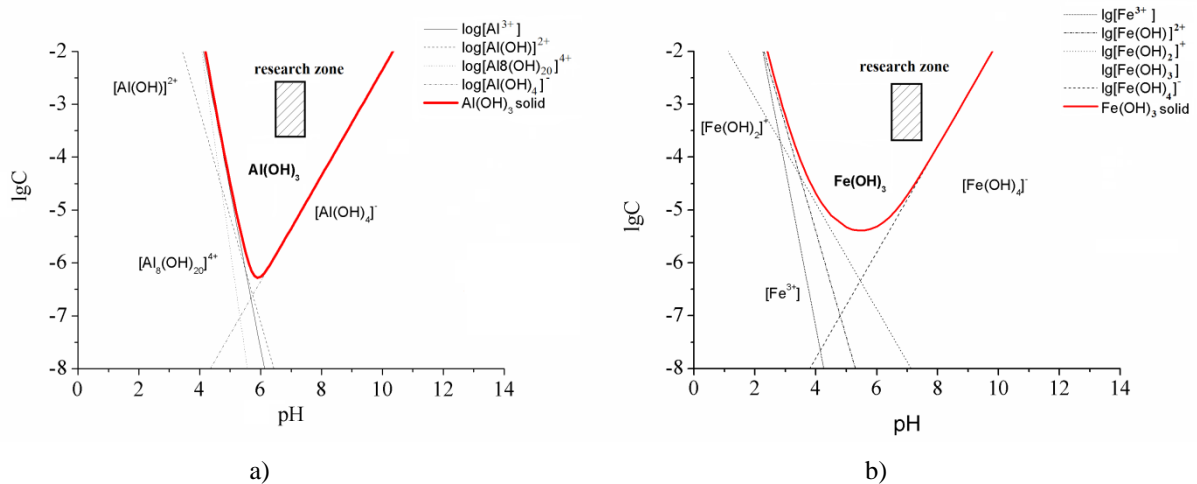 log[Al³⁺]
log[Al(OH)]²⁺
log[Al8(OH)₂₀]⁴⁺
log[Al(OH)₄]⁻
Al(OH)₃ solid
research zone
[Al(OH)]²⁺
Al(OH)₃
[Al(OH)₄]⁻
[Al₈(OH)₂₀]⁴⁺
lgC
-2
-3
-4
-5
-6
-7
-8
0 2 4 6 8 10 12 14
pH
a)
lg[Fe³⁺]
lg[Fe(OH)]²⁺
lg[Fe(OH)₂]⁺
lg[Fe(OH)₃]
lg[Fe(OH)₄]⁻
Fe(OH)₃ solid
research zone
[Fe(OH)₂]⁺
Fe(OH)₃
[Fe(OH)₄]⁻
[Fe³⁺]
lgC
-2
-3
-4
-5
-6
-7
-8
0 2 4 6 8 10 12 14
pH
b)